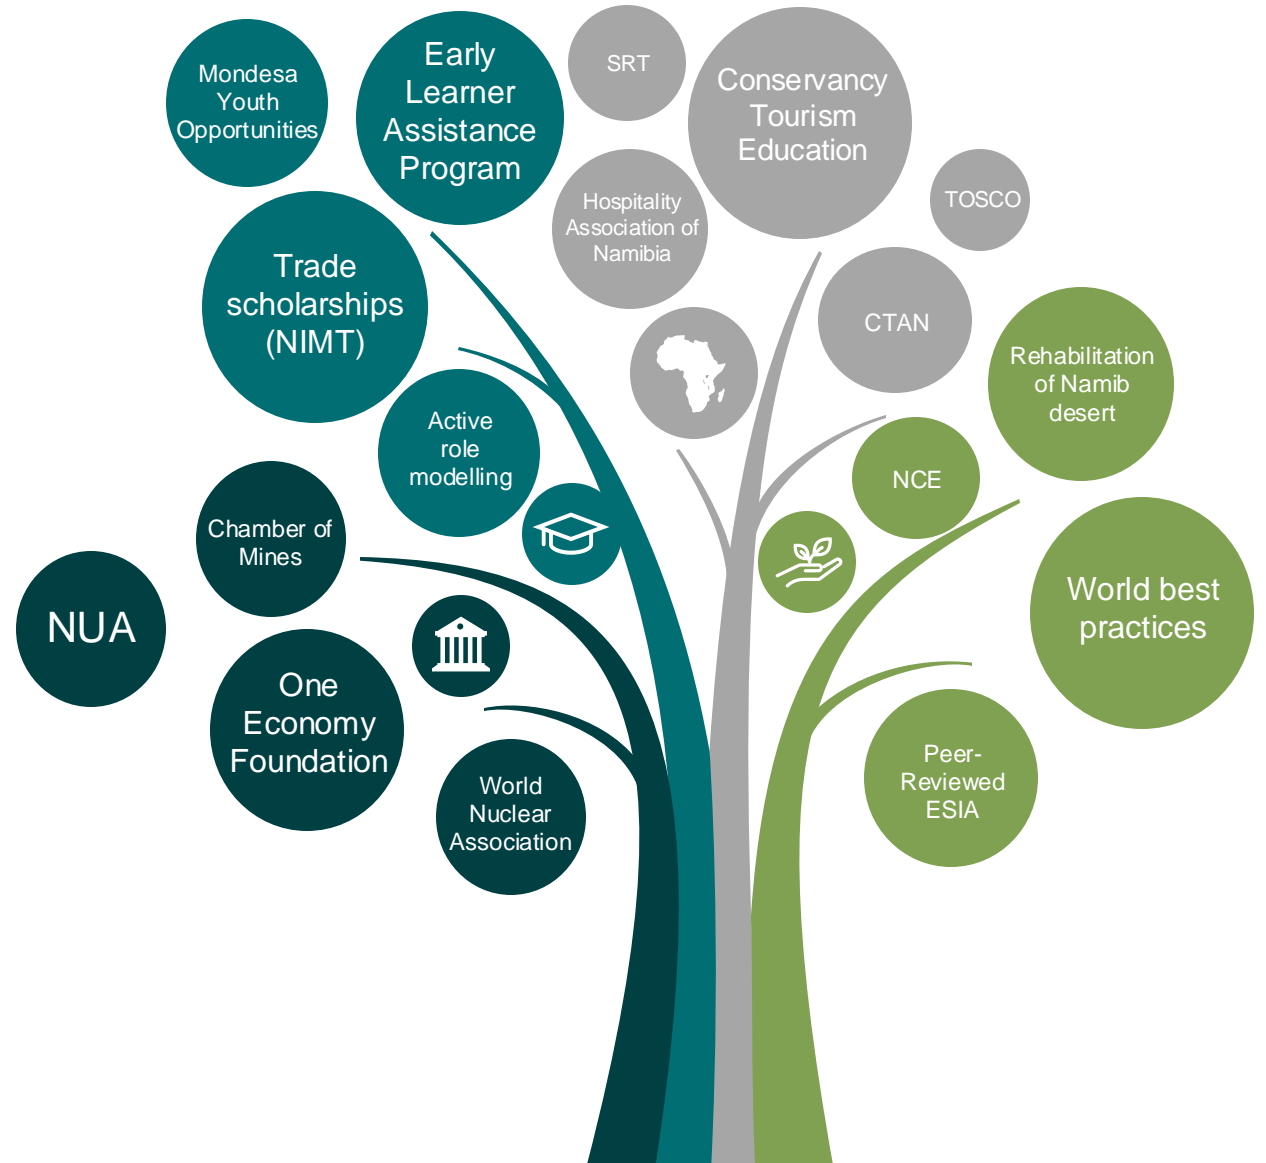 Mondesa
Youth
Opportunities
Early
Learner
Assistance
Program
SRT
Conservancy
Tourism
Education
Hospitality
Association of
Namibia
TOSCO
Trade
scholarships
(NIMT)
CTAN
Rehabilitation
of Namib
desert
Active
role
modelling
NCE
Chamber of
Mines
NUA
World best
practices
One
Economy
Foundation
World
Nuclear
Association
Peer-
Reviewed
ESIA